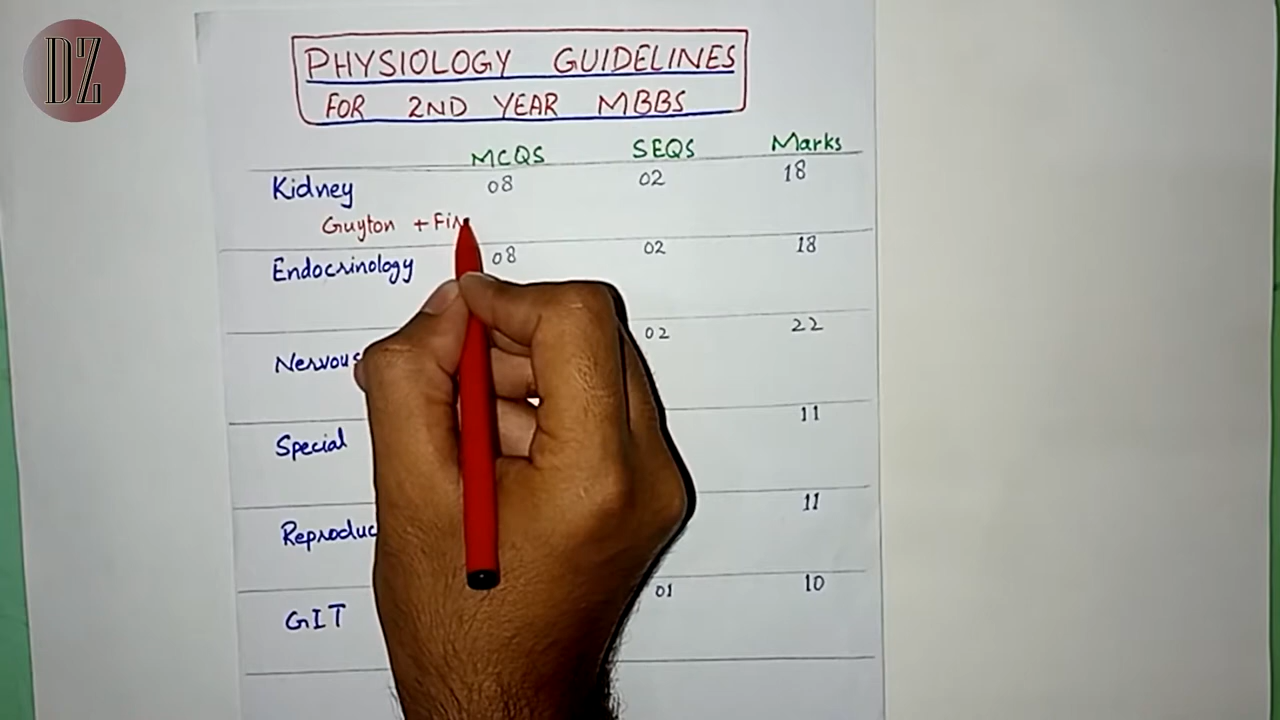 DZ
PHYSIOLOGY GUIDELINES
FOR 2ND YEAR MBBS
MCQS SEQS Marks
Kidney 08 02 18
Guyton +
Endocrinology 08 02 18
02 22
Special 11
11
GIT 01 10